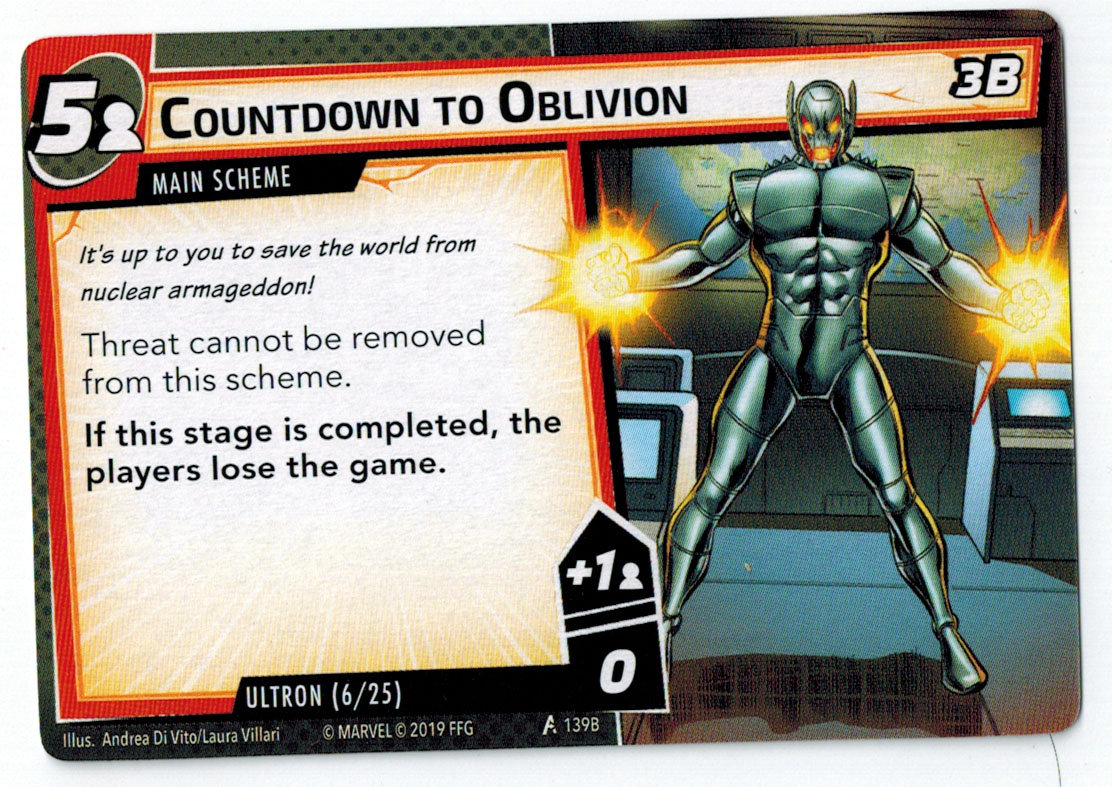 5
COUNTDOWN TO OBLIVION
3B
MAIN SCHEME
It's up to you to save the world from
nuclear armageddon!
Threat cannot be removed
from this scheme.
If this stage is completed, the
players lose the game.
+1
0
ULTRON (6/25)
Illus. Andrea Di Vito/Laura Villari
© MARVEL © 2019 FFG
139B